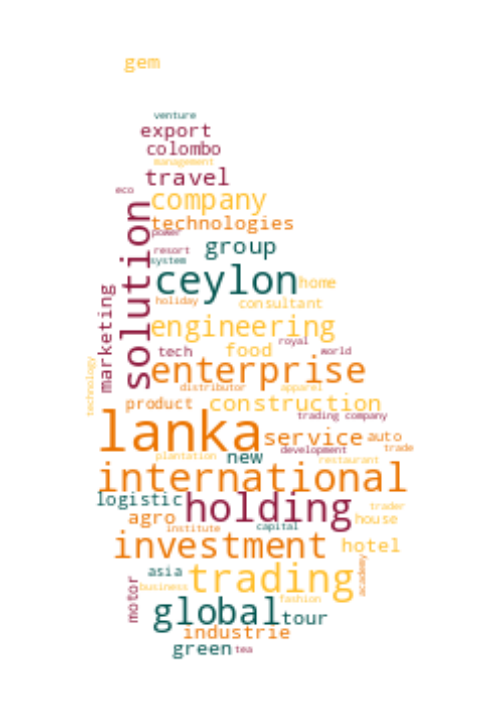 gem
venture
export
colombo
management
travel
eco
company
solution
technologies
power
group
resort
system
ceylon
home
holiday
consultant
marketing
engineering
royal
tech
food
world
technology
enterprise
distributor
apparel
product
construction
trading company
lanka
service
auto
development
trade
plantation
new
restaurant
international
logistic
holding
trader
agro
house
institute
capital
investment
hotel
asia
trading
academy
motor
business
fashion
global
tour
industrie
green
tea